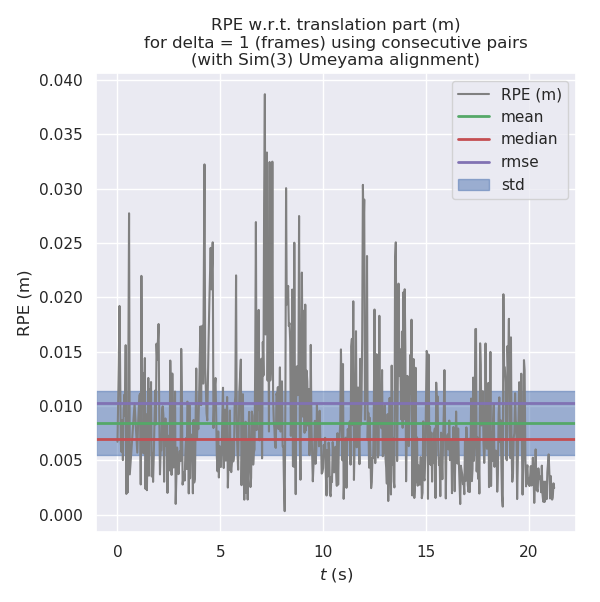 RPE w.r.t. translation part (m)
for delta = 1 (frames) using consecutive pairs
(with Sim(3) Umeyama alignment)
RPE (m)
mean
median
rmse
std
0.040
0.035
0.030
0.025
0.020
0.015
0.010
0.005
0.000
RPE (m)
0
5
10
15
20
t (s)